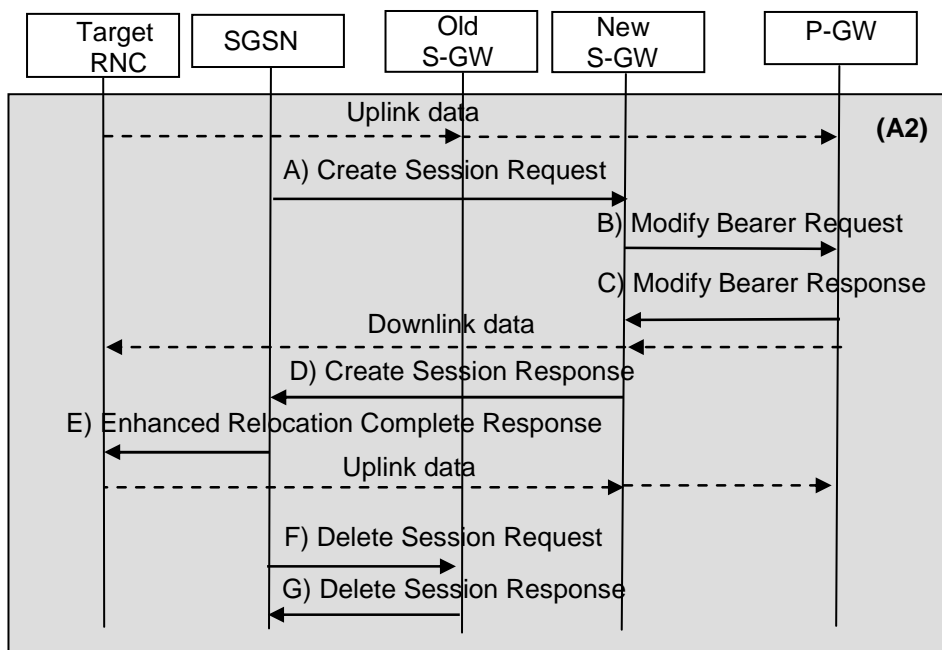 Target
RNC
SGSN
Old
S-GW
New
S-GW
P-GW
(A2)
Uplink data
A) Create Session Request
B) Modify Bearer Request
C) Modify Bearer Response
Downlink data
D) Create Session Response
E) Enhanced Relocation Complete Response
Uplink data
F) Delete Session Request
G) Delete Session Response